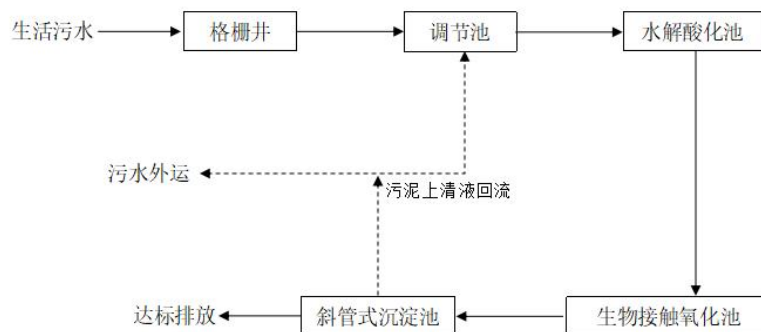 生活污水
格栅井
调节池
水解酸化池
污水外运
污泥上清液回流
达标排放
斜管式沉淀池
生物接触氧化池